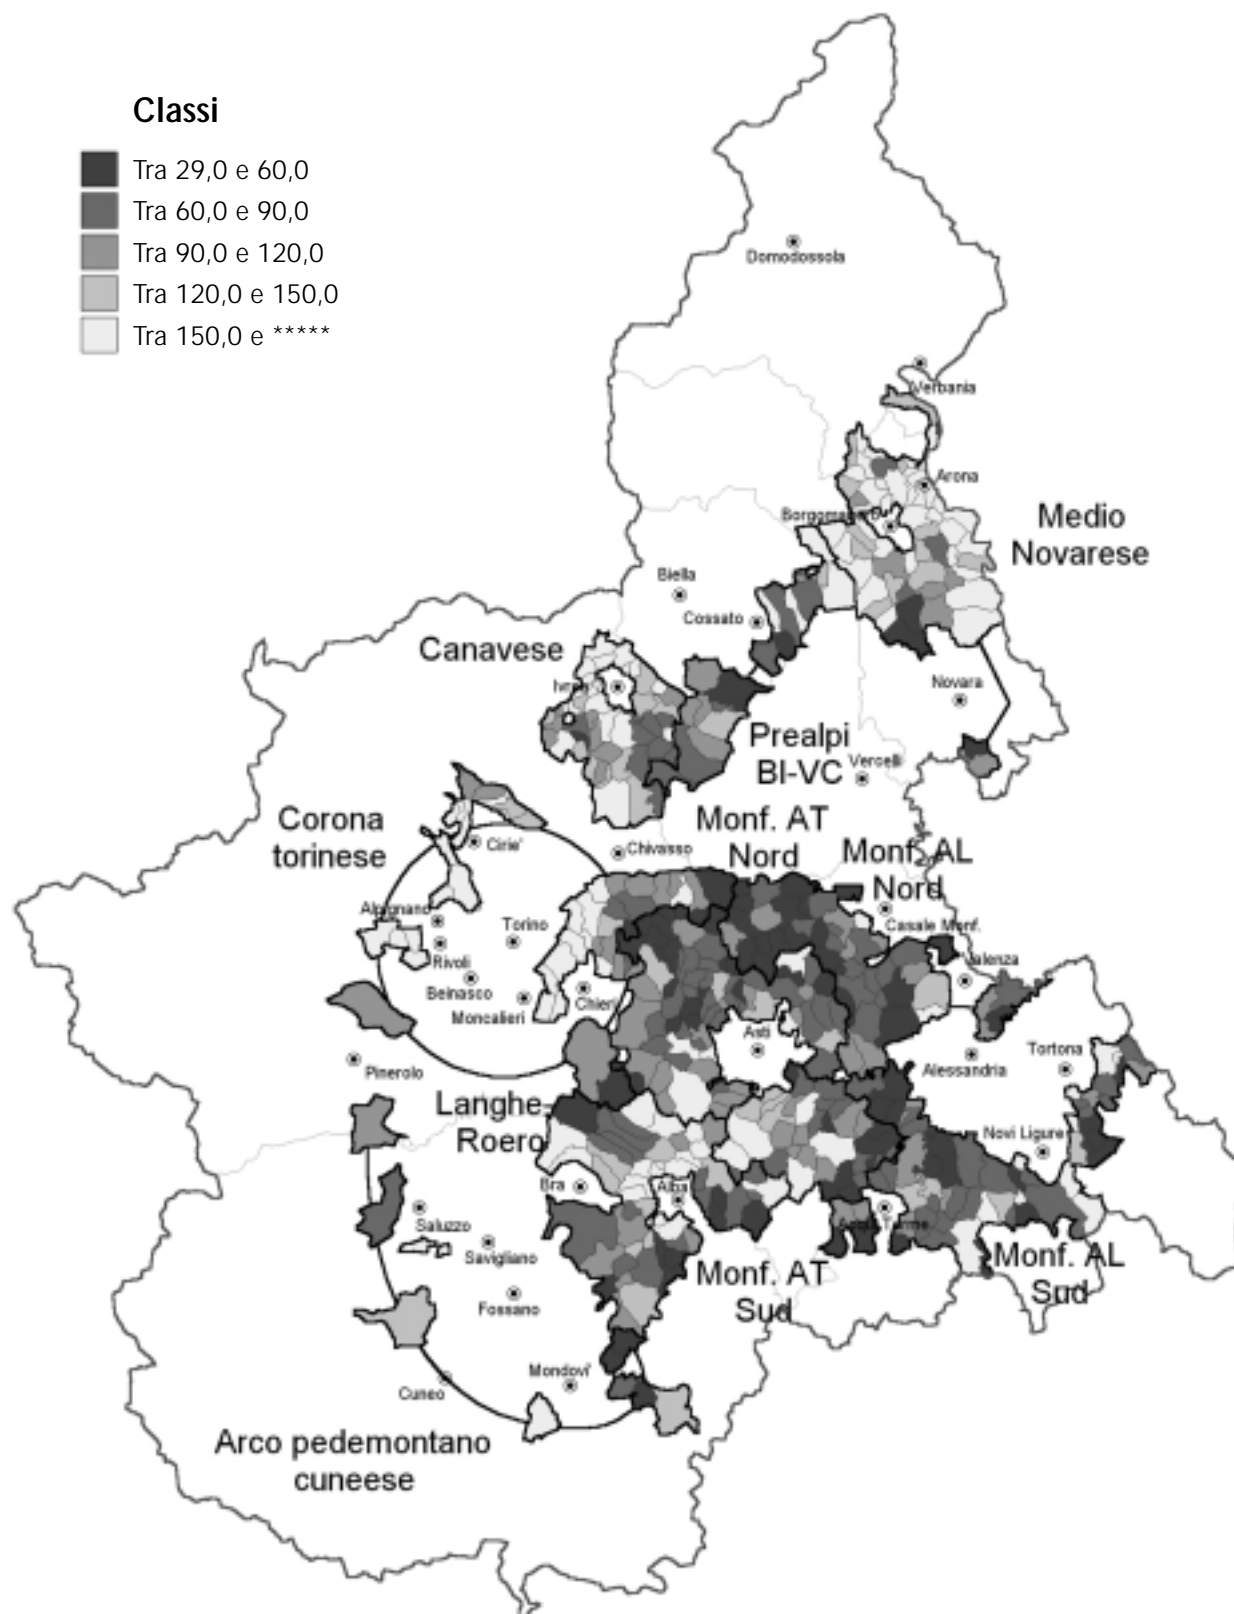 Classi
Tra 29,0 e 60,0
Tra 60,0 e 90,0
Tra 90,0 e 120,0
Tra 120,0 e 150,0
Tra 150,0 e *****
Domodossola
Verbania
Arona
Borgomanero
Medio
Novarese
Biella
Cossato
Canavese
Ivrea
Novara
Prealpi
BI-VC
Vercelli
Corona
torinese
Cirie'
Chivasso
Monf. AT
Nord
Monf. AL
Nord
Casale Monf.
Alpignano
Torino
Rivoli
Valenza
Beinasco
Moncalieri
Chieri
Asti
Pinerolo
Alessandria
Tortona
Langhe-
Roero
Novi Ligure
Bra
Alba
Saluzzo
Acqui Terme
Savigliano
Monf. AT
Sud
Monf. AL
Sud
Fossano
Mondovi'
Cuneo
Arco pedemontano
cuneese